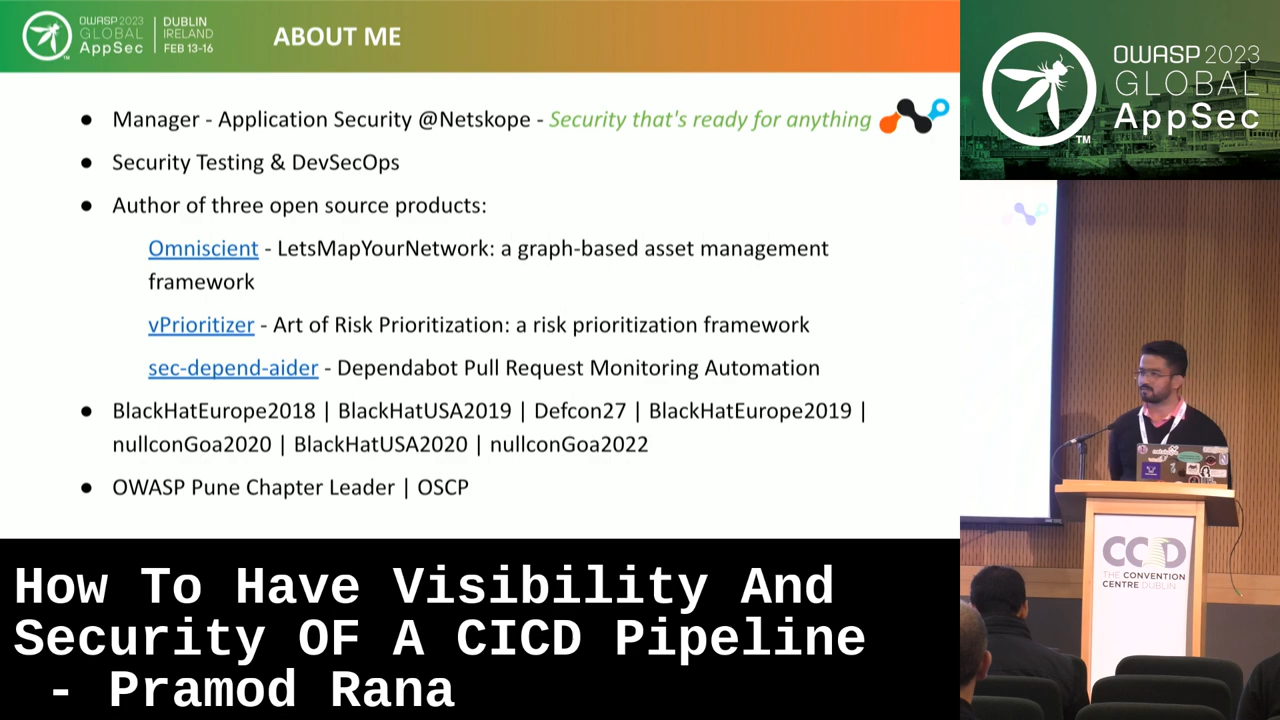 OWASP 2023
GLOBAL
AppSec
TM
DUBLIN
IRELAND
FEB 13-16
ABOUT ME
● Manager - Application Security @Netskope - Security that's ready for anything
● Security Testing & DevSecOps
● Author of three open source products:
Omniscient - LetsMapYourNetwork: a graph-based asset management
framework
vPrioritizer - Art of Risk Prioritization: a risk prioritization framework
sec-depend-aider - Dependabot Pull Request Monitoring Automation
● BlackHatEurope2018 | BlackHatUSA2019 | Defcon27 | BlackHatEurope2019 |
nullconGoa2020 | BlackHatUSA2020 | nullconGoa2022
● OWASP Pune Chapter Leader | OSCP
How To Have Visibility And
Security OF A CICD Pipeline
- Pramod Rana
OWASP 2023
GLOBAL
AppSec
TM
CCD
THE CONVENTION
CENTRE DUBLIN